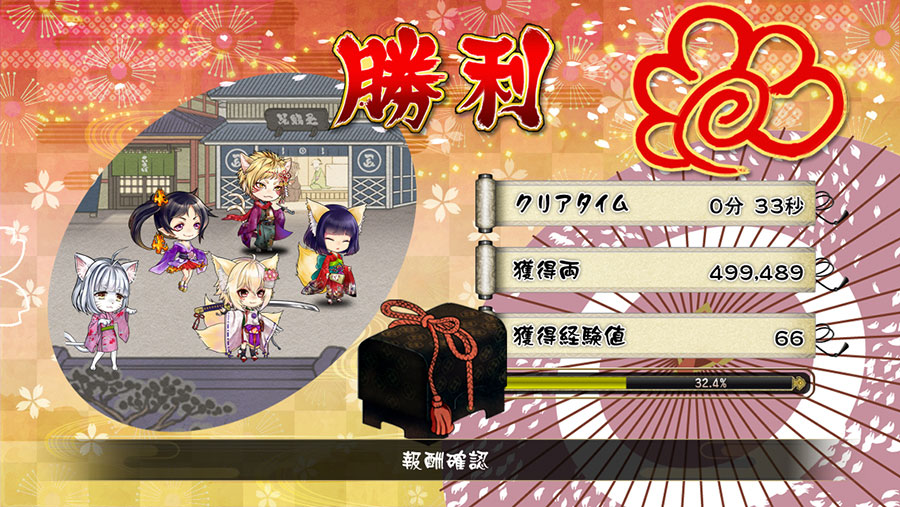 勝利
クリアタイム 0分 33秒
獲得両 499,489
獲得経験値 66
32.4%
報酬確認